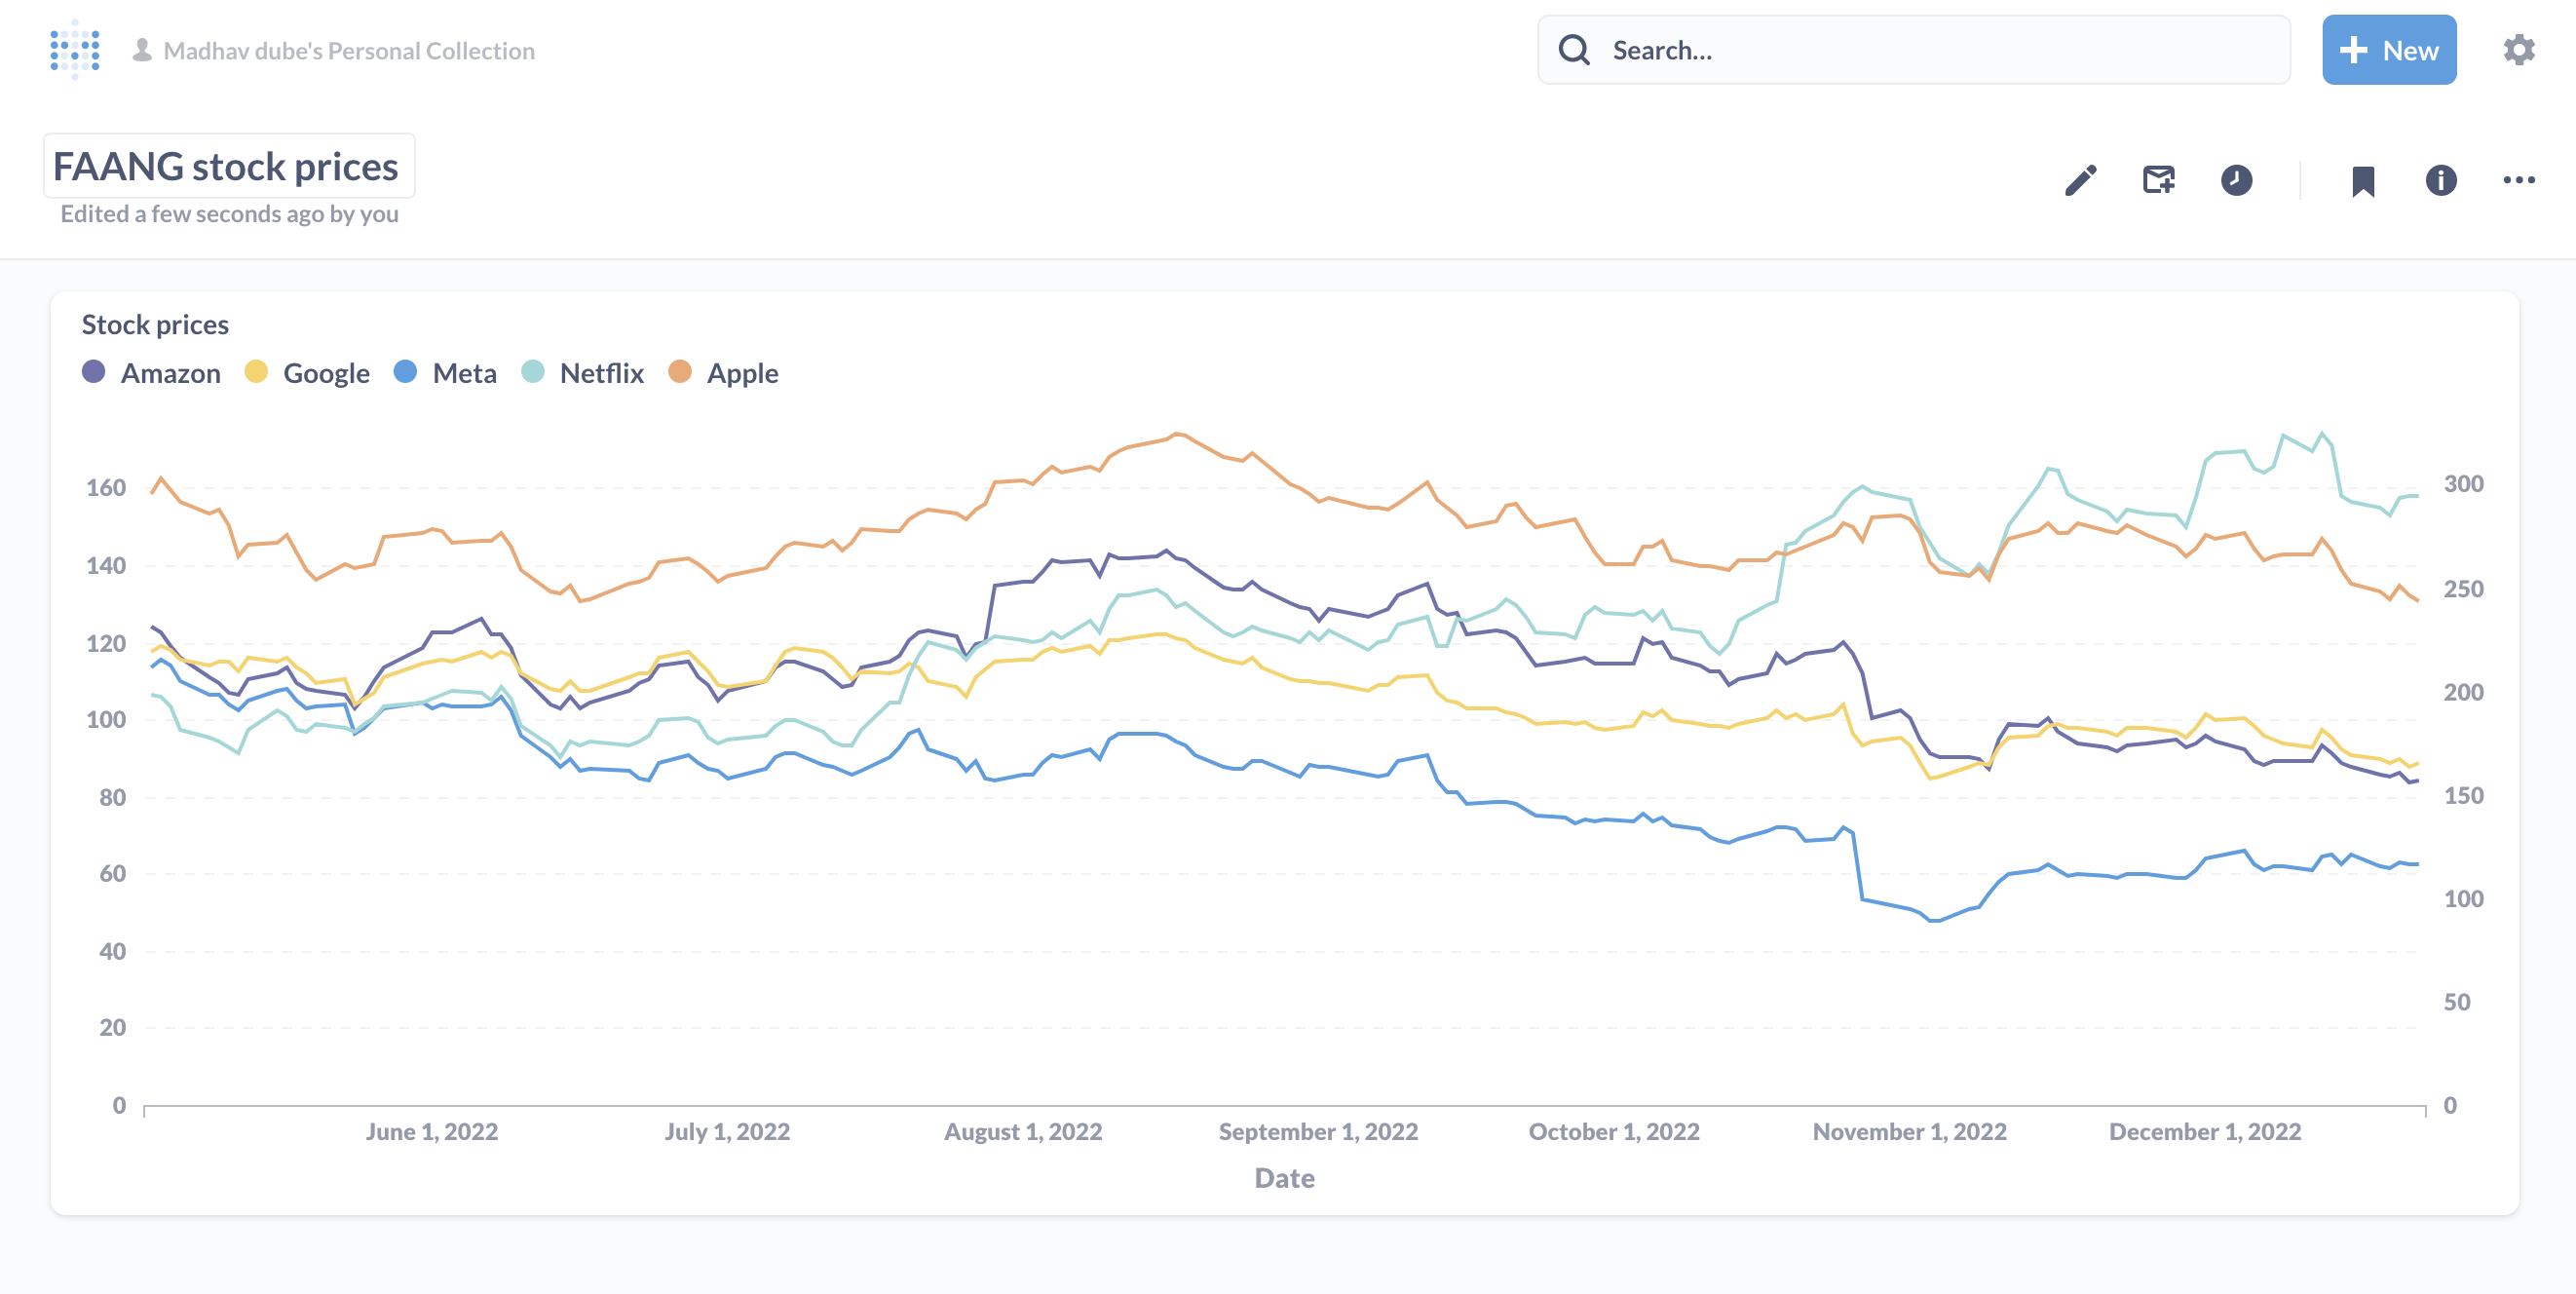 Madhav dube's Personal Collection
Search...
New
FAANG stock prices
Edited a few seconds ago by you
Stock prices
Amazon Google Meta Netflix Apple
160
140
120
100
80
60
40
20
0
300
250
200
150
100
50
0
June 1, 2022 July 1, 2022 August 1, 2022 September 1, 2022 October 1, 2022 November 1, 2022 December 1, 2022
Date